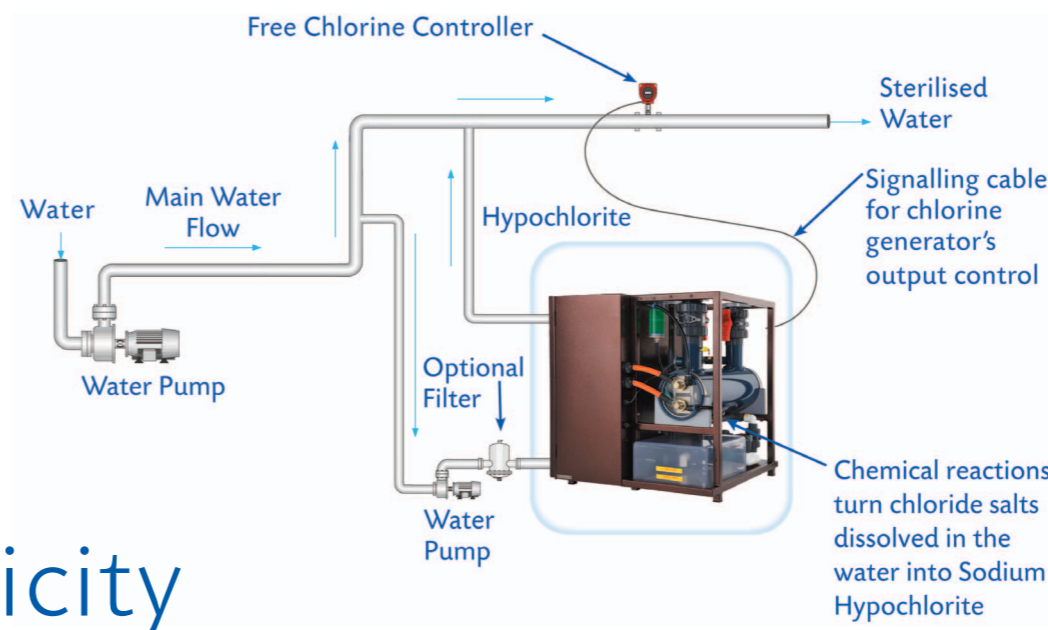 Free Chlorine Controller
Sterilised
Water
Signalling cable
for chlorine
generator's
output control
Main Water
Flow
Water
Hypochlorite
Water Pump
Optional
Filter
Water
Pump
Chemical reactions
turn chloride salts
dissolved in the
water into Sodium
Hypochlorite
icity